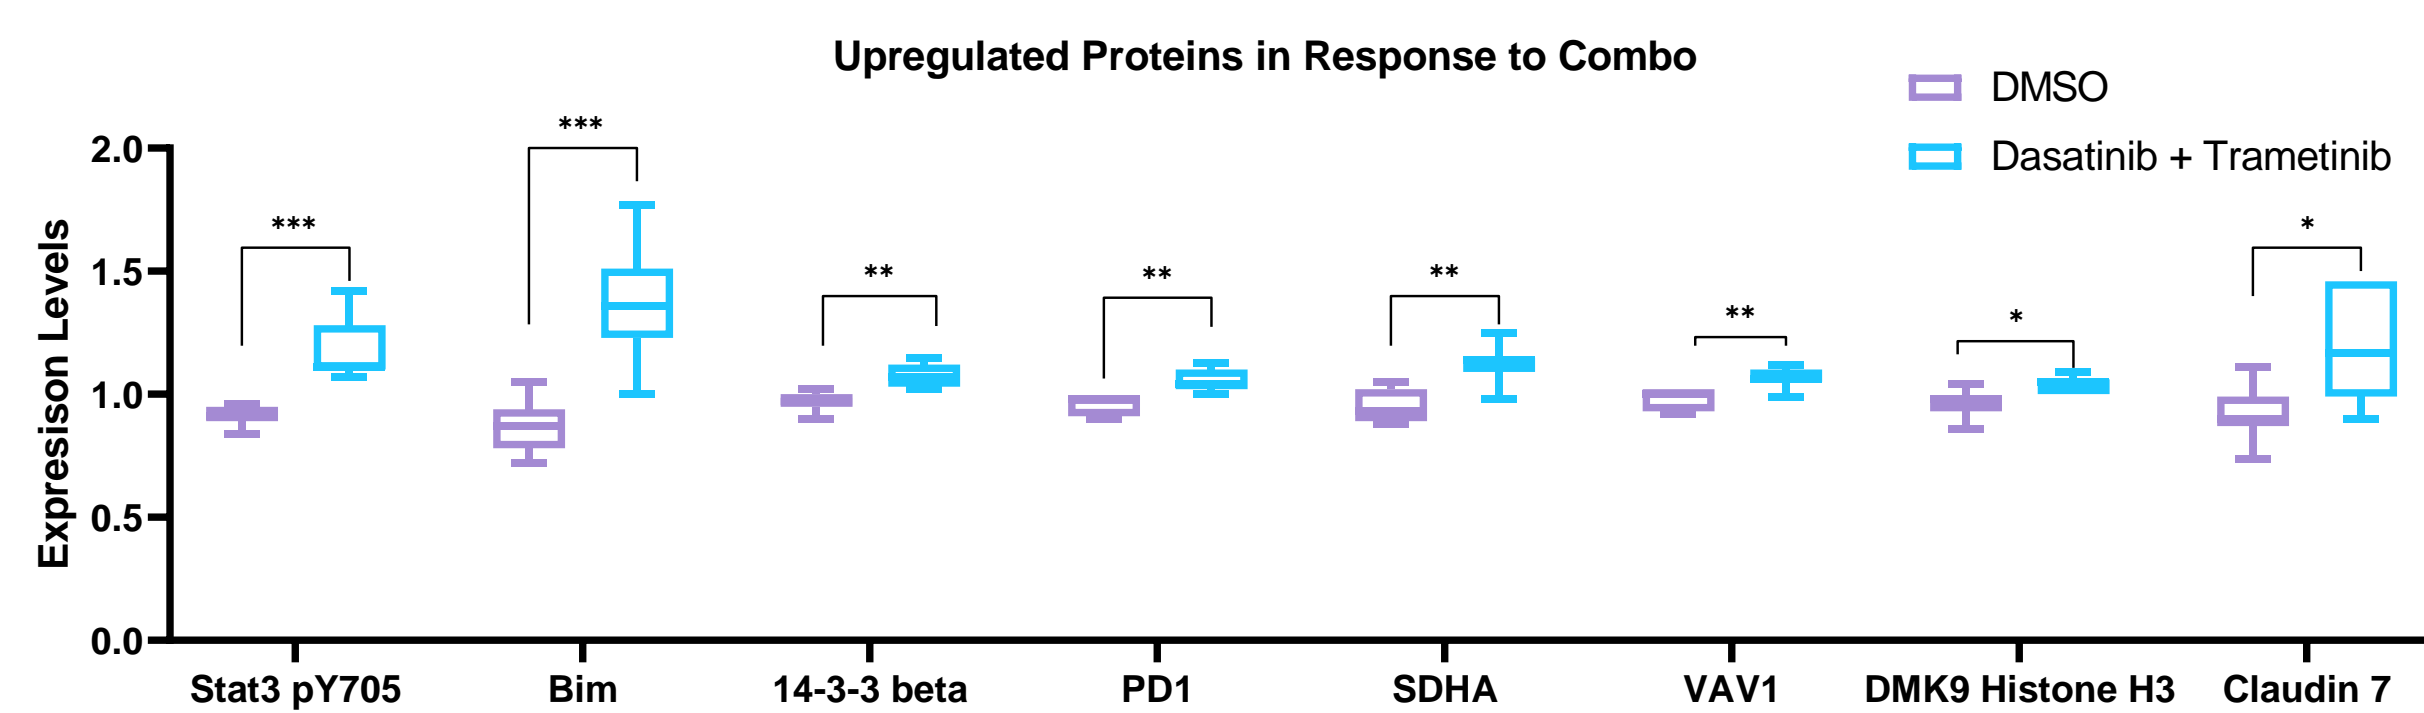 Upregulated Proteins in Response to Combo
DMSO
Dasatinib + Trametinib
Expresison Levels
2.0
1.5
1.0
0.5
0.0
***
***
**
**
**
**
*
*
Stat3 pY705
Bim
14-3-3 beta
PD1
SDHA
VAV1
DMK9 Histone H3
Claudin 7